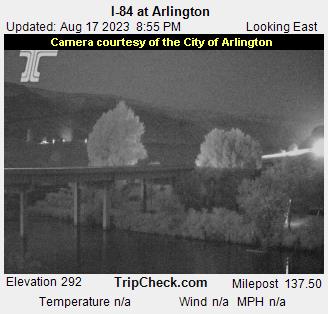 I-84 at Arlington
Updated: Aug 17 2023 8:55 PM Looking East
Camera courtesy of the City of Arlington
Elevation 292 TripCheck.com Milepost 137.50
Temperature n/a Wind n/a MPH n/a